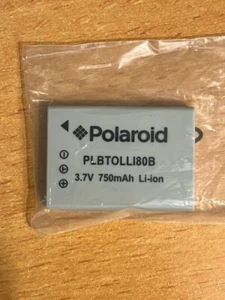 Polaroid
PLBTOLLI80B
3.7V 750mAh Li-ion